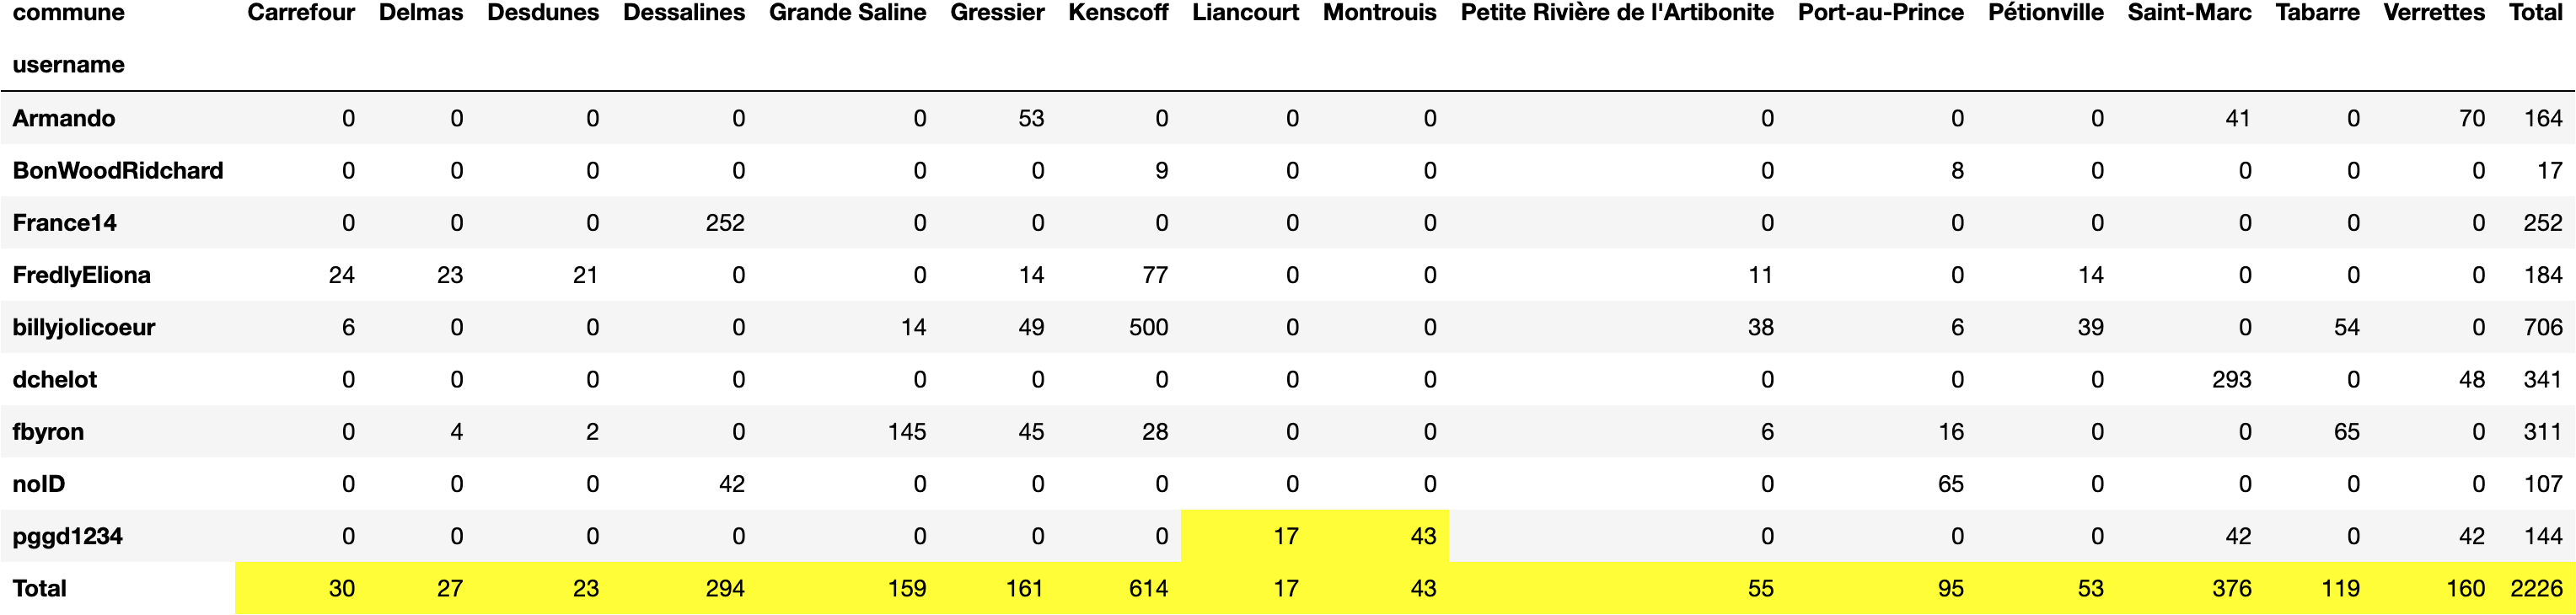 commune Carrefour Delmas Desdunes Dessalines Grande Saline Gressier Kenscoff Liancourt Montrouis Petite Rivière de l'Artibonite Port-au-Prince Pétionville Saint-Marc Tabarre Verrettes Total
username
Armando 0 0 0 0 0 53 0 0 0 0 0 0 41 0 70 164
BonWoodRidchard 0 0 0 0 0 0 9 0 0 0 8 0 0 0 0 17
France14 0 0 0 252 0 0 0 0 0 0 0 0 0 0 0 252
FredlyEliona 24 23 21 0 0 14 77 0 0 11 0 14 0 0 0 184
billyjolicoeur 6 0 0 0 14 49 500 0 0 38 6 39 0 54 0 706
dchelot 0 0 0 0 0 0 0 0 0 0 0 0 293 0 48 341
fbyron 0 4 2 0 145 45 28 0 0 6 16 0 0 65 0 311
noID 0 0 0 42 0 0 0 0 0 0 65 0 0 0 0 107
pggd1234 0 0 0 0 0 0 0 17 43 0 0 0 42 0 42 144
Total 30 27 23 294 159 161 614 17 43 55 95 53 376 119 160 2226